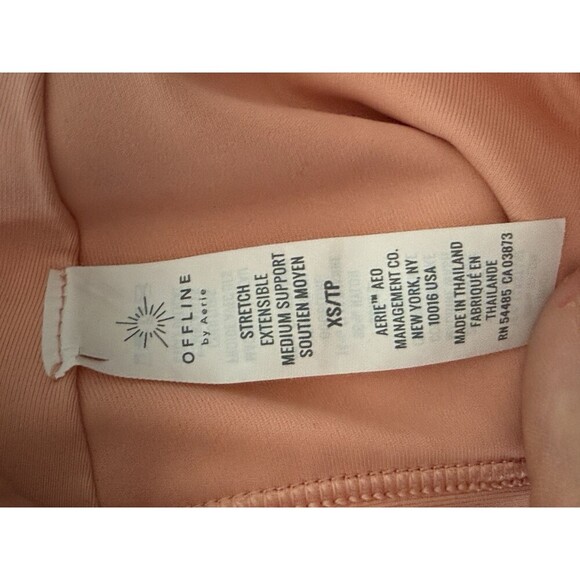 OFFLINE
by Aerie
STRETCH
EXTENSIBLE
MEDIUM SUPPORT
SOUTIEN MOYEN
XS/TP
AERIE™ AEO
MANAGEMENT CO.
NEW YORK, NY
10016 USA
MADE IN THAILAND
FABRIQUÉ EN
THAILANDE
RN 54485 CA 03873